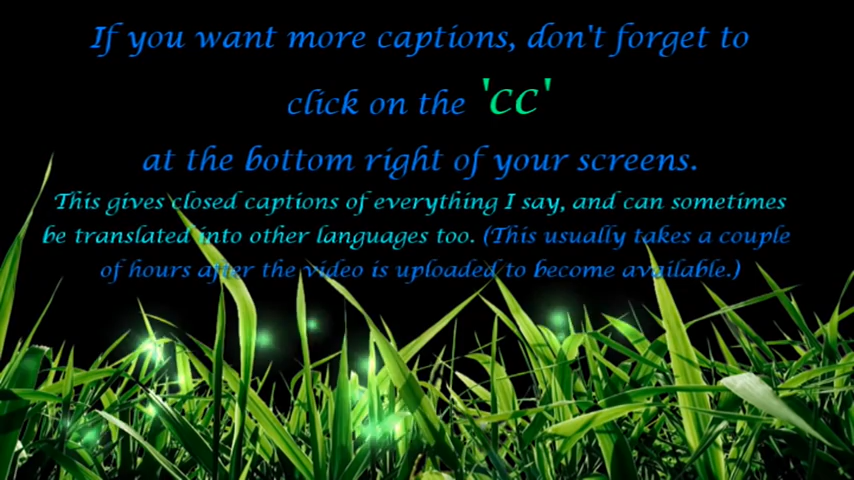 If you want more captions, don't forget to
click on the 'cc'
at the bottom right of your screens.
This gives closed captions of everything I say, and can sometimes
be translated into other languages too. (This usually takes a couple
of hours after the video is uploaded to become available.)